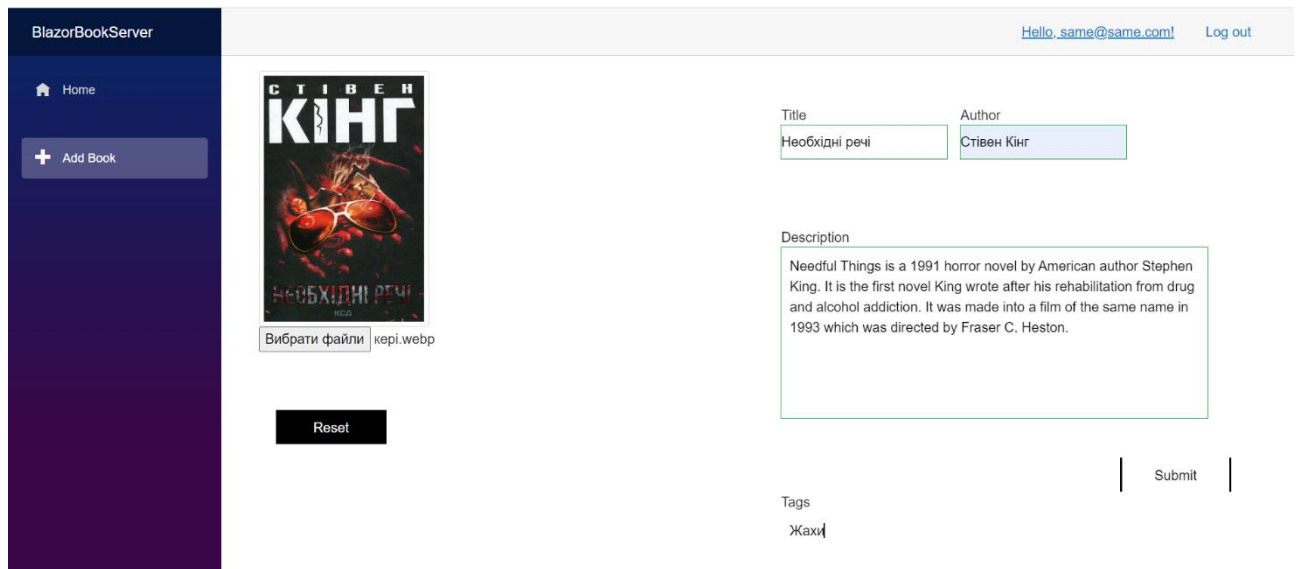 BlazorBookServer
Hello, same@same.com!
Log out
Home
Add Book
СТІВЕН
КІНГ
НЕОБХІДНІ РЕЧІ
КСД
Вибрати файли кері.webp
Reset
Title
Author
Необхідні речі
Стівен Кінг
Description
Needful Things is a 1991 horror novel by American author Stephen
King. It is the first novel King wrote after his rehabilitation from drug
and alcohol addiction. It was made into a film of the same name in
1993 which was directed by Fraser C. Heston.
Submit
Tags
Жахи